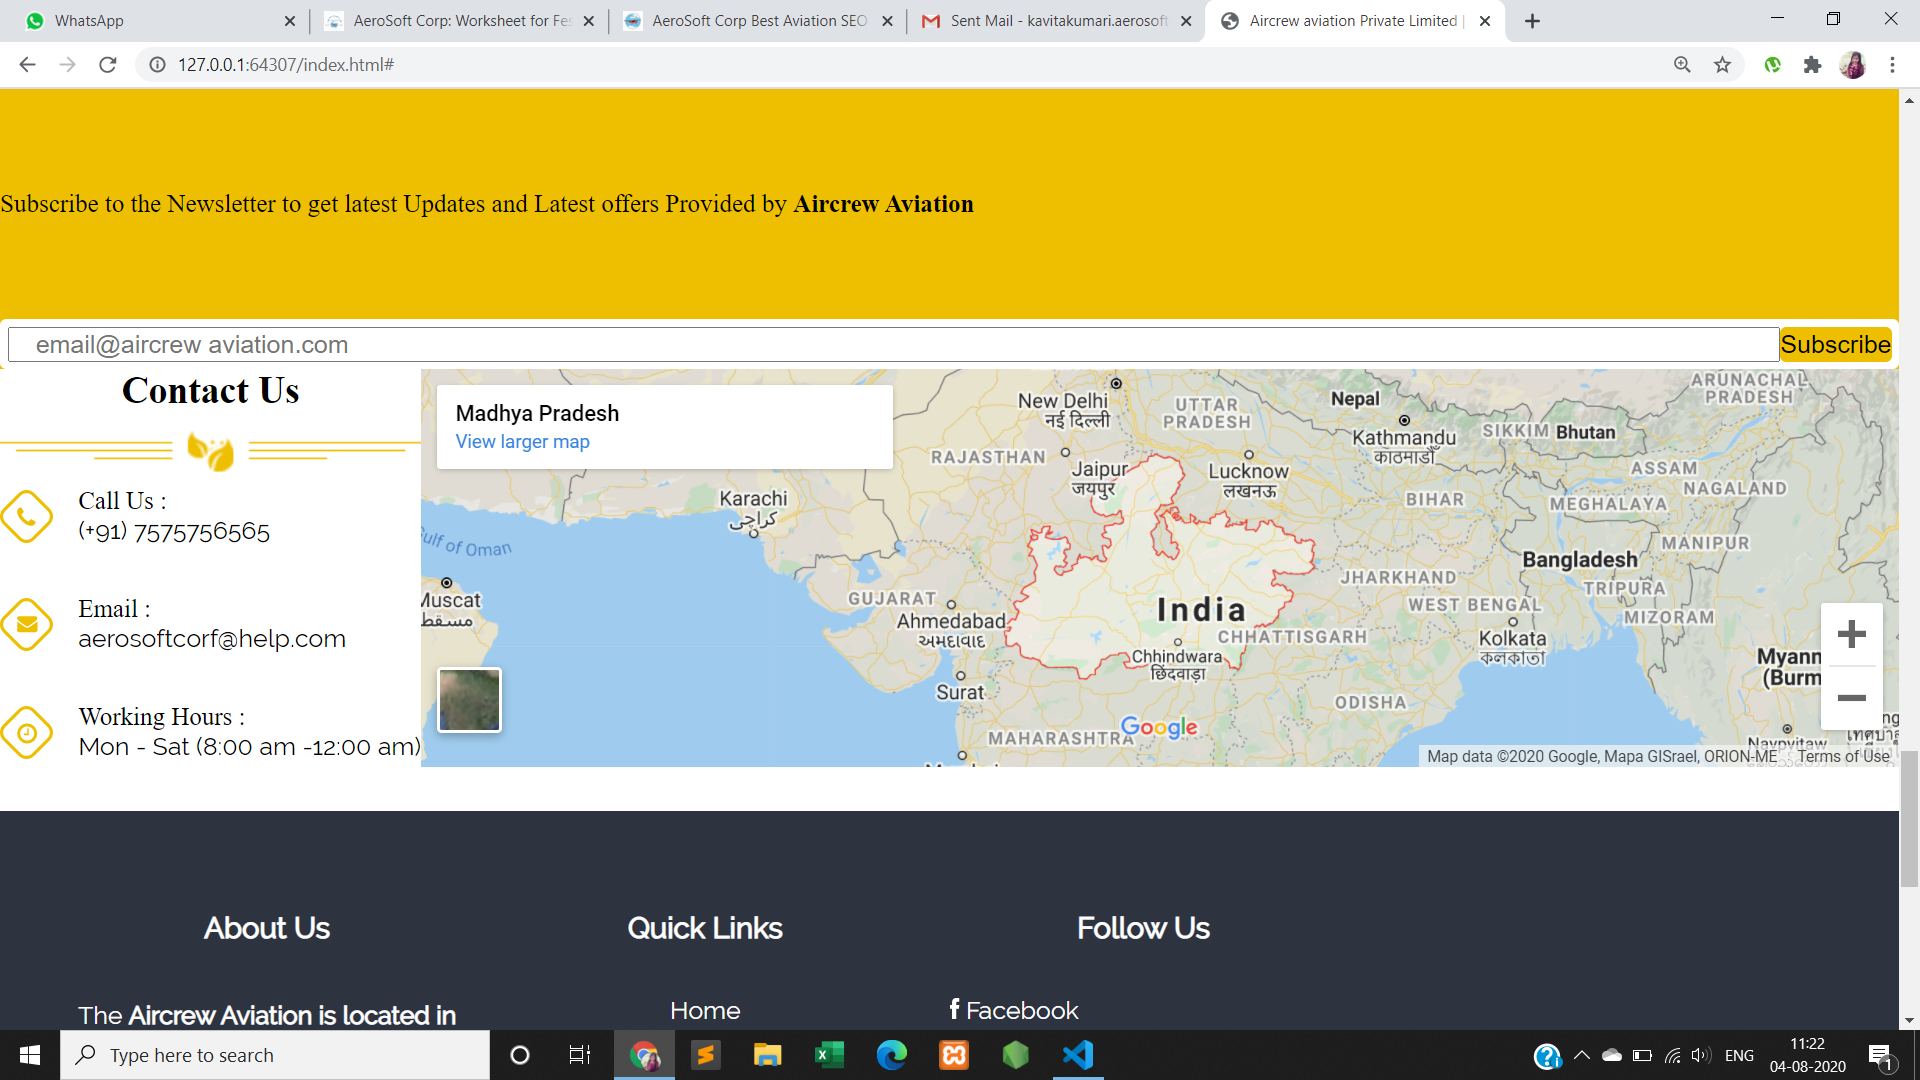 WhatsApp
AeroSoft Corp: Worksheet for Fes
AeroSoft Corp Best Aviation SEO
Sent Mail - kavitakumari.aerosoft
Aircrew aviation Private Limited |
127.0.0.1:64307/index.html#
Subscribe to the Newsletter to get latest Updates and Latest offers Provided by Aircrew Aviation
email@aircrew aviation.com
Subscribe
Contact Us
Call Us :
(+91) 7575756565
Email :
aerosoftcorf@help.com
Working Hours :
Mon - Sat (8:00 am -12:00 am)
Madhya Pradesh
View larger map
New Delhi
नई दिल्ली
UTTAR
PRADESH
Nepal
ARUNACHAL
PRADESH
Kathmandu
काठमाडौं
SIKKIM
Bhutan
RAJASTHAN
Jaipur
जयपुर
Lucknow
लखनऊ
ASSAM
NAGALAND
Karachi
كراچى
BIHAR
MEGHALAYA
Gulf of Oman
MANIPUR
Bangladesh
JHARKHAND
TRIPURA
Muscat
مسقط
GUJARAT
Ahmedabad
અમદાવાદ
India
WEST BENGAL
MIZORAM
CHHATTISGARH
Kolkata
কলকাতা
Chhindwara
छिंदवाड़ा
Myanm
(Burm
Surat
ODISHA
Google
MAHARASHTRA
Naypyitaw
Map data ©2020 Google, Mapa GISrael, ORION-ME
Terms of Use
About Us
Quick Links
Follow Us
The Aircrew Aviation is located in
Home
Facebook
Type here to search
ENG
11:22
04-08-2020
1